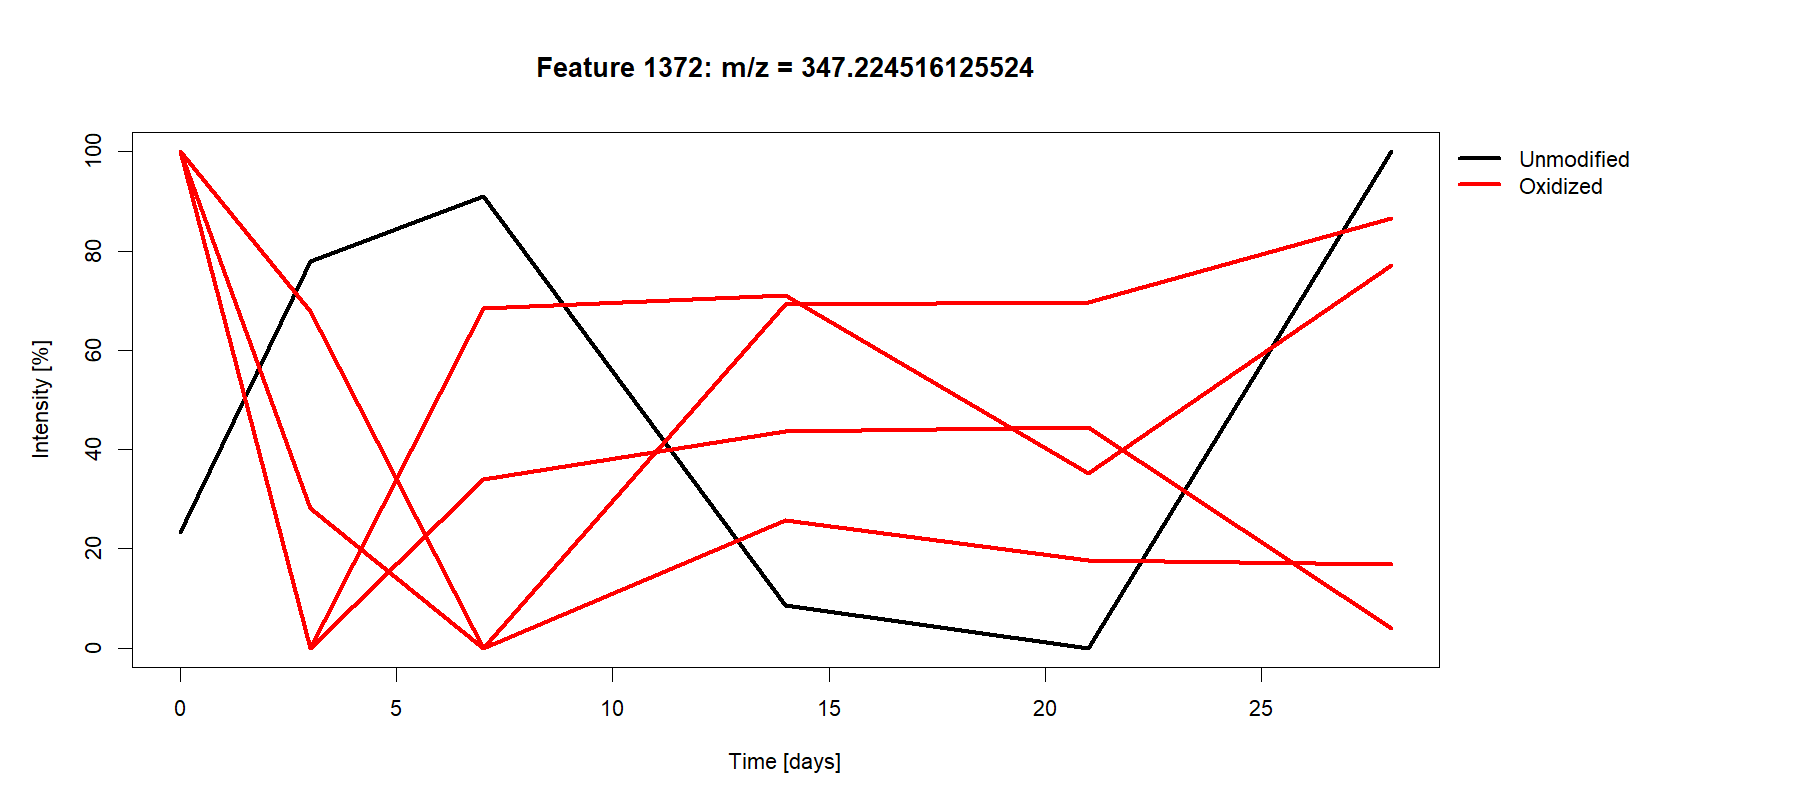 Feature 1372: m/z = 347.224516125524
Unmodified
Oxidized
Intensity [%]
100
80
60
40
20
0
0 5 10 15 20 25
Time [days]